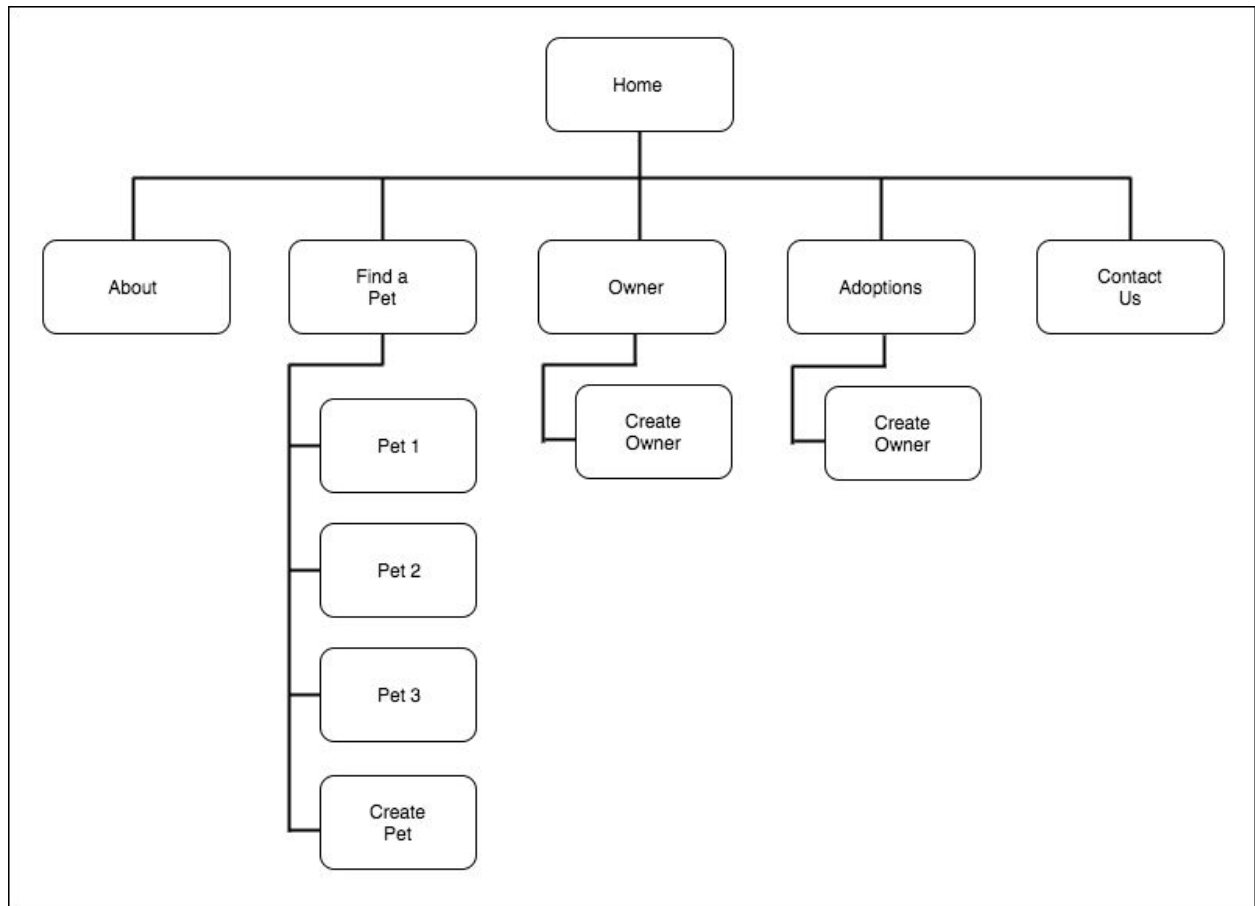 Home
About
Find a
Pet
Owner
Adoptions
Contact
Us
Pet 1
Create
Owner
Create
Owner
Pet 2
Pet 3
Create
Pet